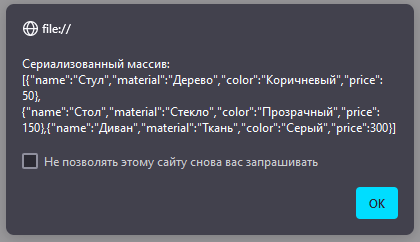 file://
Сериализованный массив:
[{"name":"Стул","material":"Дерево","color":"Коричневый","price":
50},
{"name":"Стол","material":"Стекло","color":"Прозрачный","price":
150},{"name":"Диван","material":"Ткань","color":"Серый","price":300}]
Не позволять этому сайту снова вас запрашивать
OK